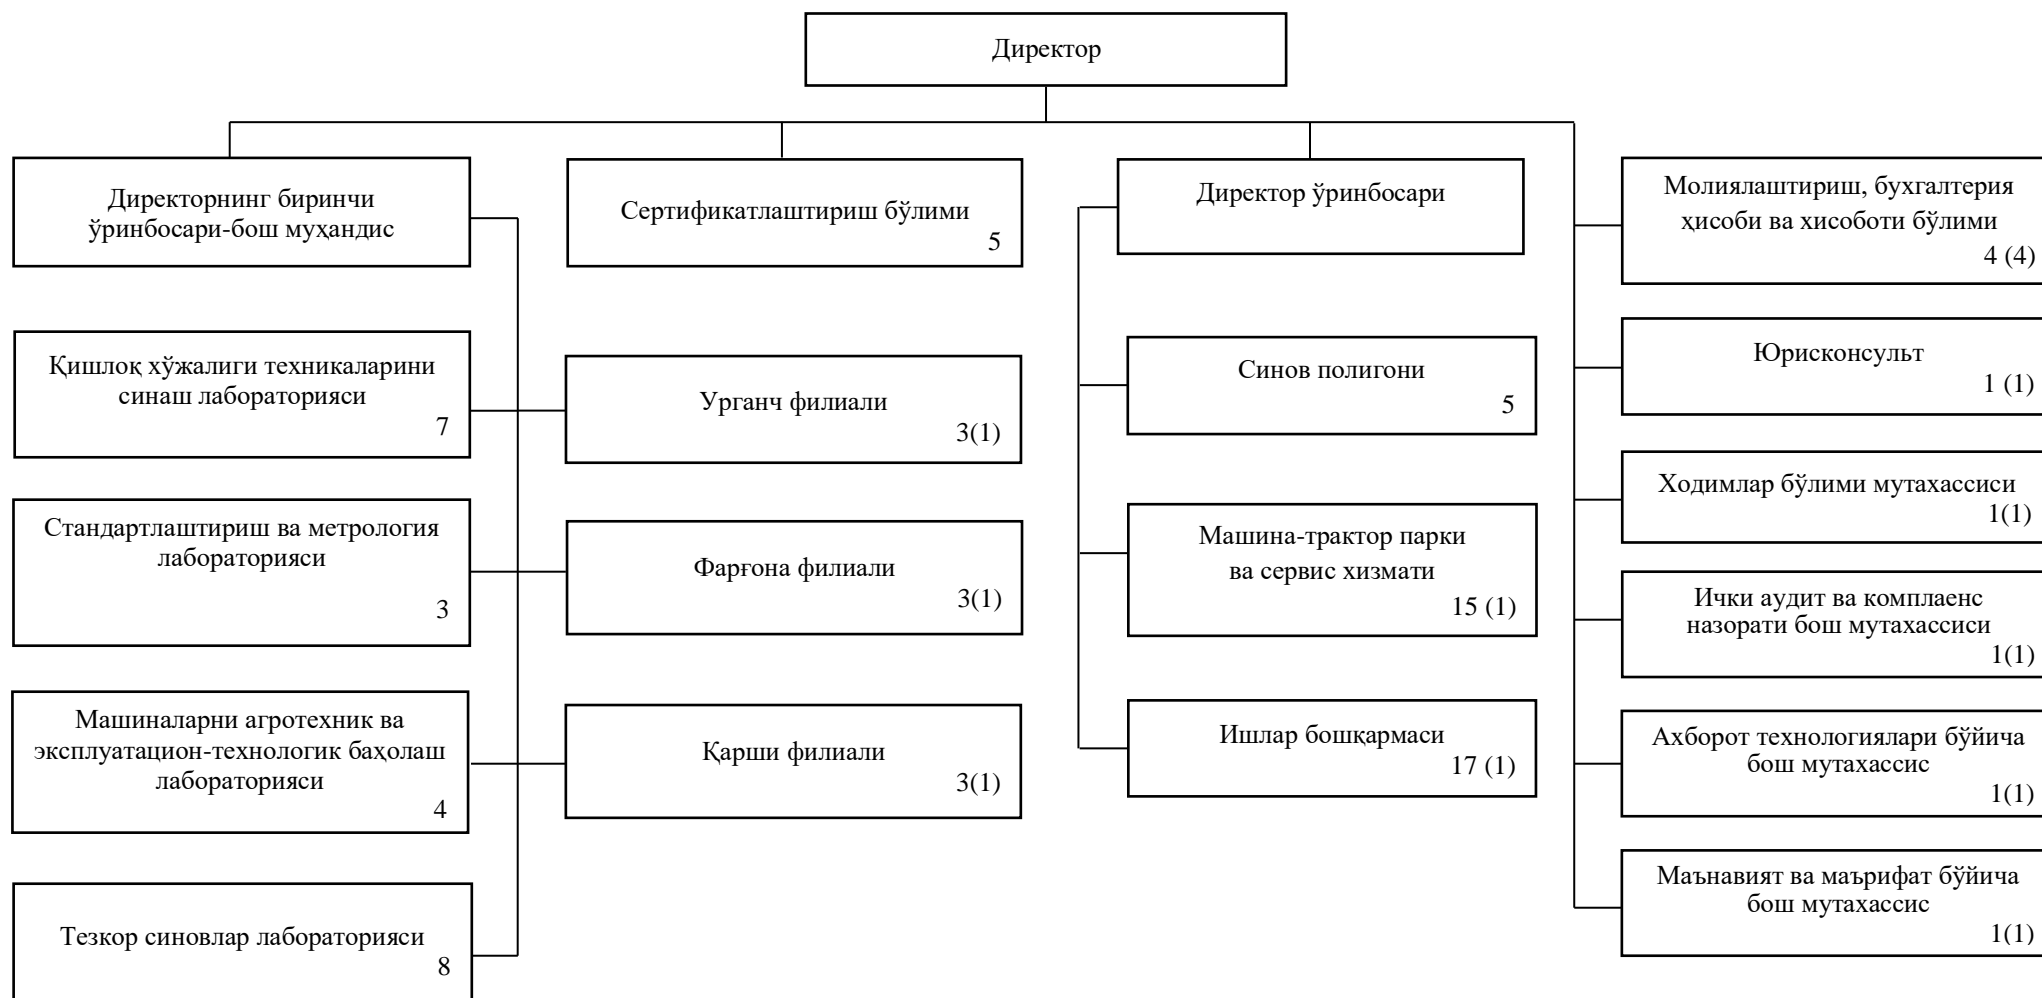 Директор
Директорнинг биринчи
ўринбосари-бош муҳандис
Сертификатлаштириш бўлими
5
Директор ўринбосари
Молиялаштириш, бухгалтерия
ҳисоби ва хисоботи бўлими
4 (4)
Қишлоқ хўжалиги техникаларини
синаш лабораторияси
7
Стандартлаштириш ва метрология
лабораторияси
3
Машиналарни агротехник ва
эксплуатацион-технологик баҳолаш
лабораторияси
4
Тезкор синовлар лабораторияси
8
Урганч филиали
3(1)
Фарғона филиали
3(1)
Қарши филиали
3(1)
Синов полигони
5
Машина-трактор парки
ва сервис хизмати
15 (1)
Ишлар бошқармаси
17 (1)
Юрисконсульт
1 (1)
Ходимлар бўлими мутахассиси
1(1)
Ички аудит ва комплаенс
назорати бош мутахассиси
1(1)
Ахборот технологиялари бўйича
бош мутахассис
1(1)
Маънавият ва маърифат бўйича
бош мутахассис
1(1)